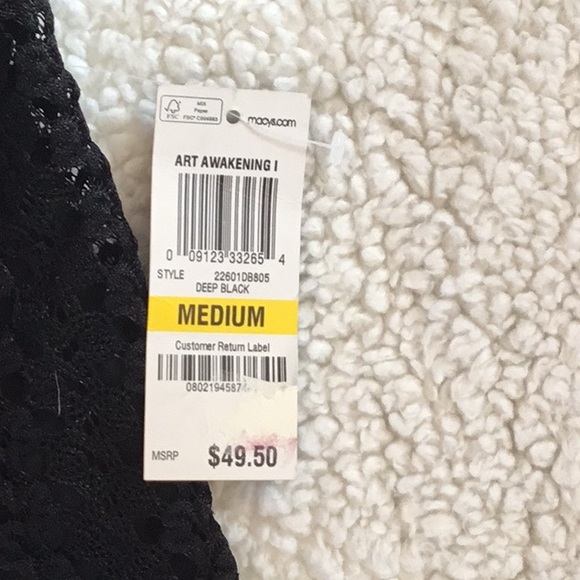 MIX
Paper
FSC
macys.com
ART AWAKENING I
0 09123 33265 4
STYLE 22601DB805
DEEP BLACK
MEDIUM
Customer Return Label
0802194587
MSRP $49.50